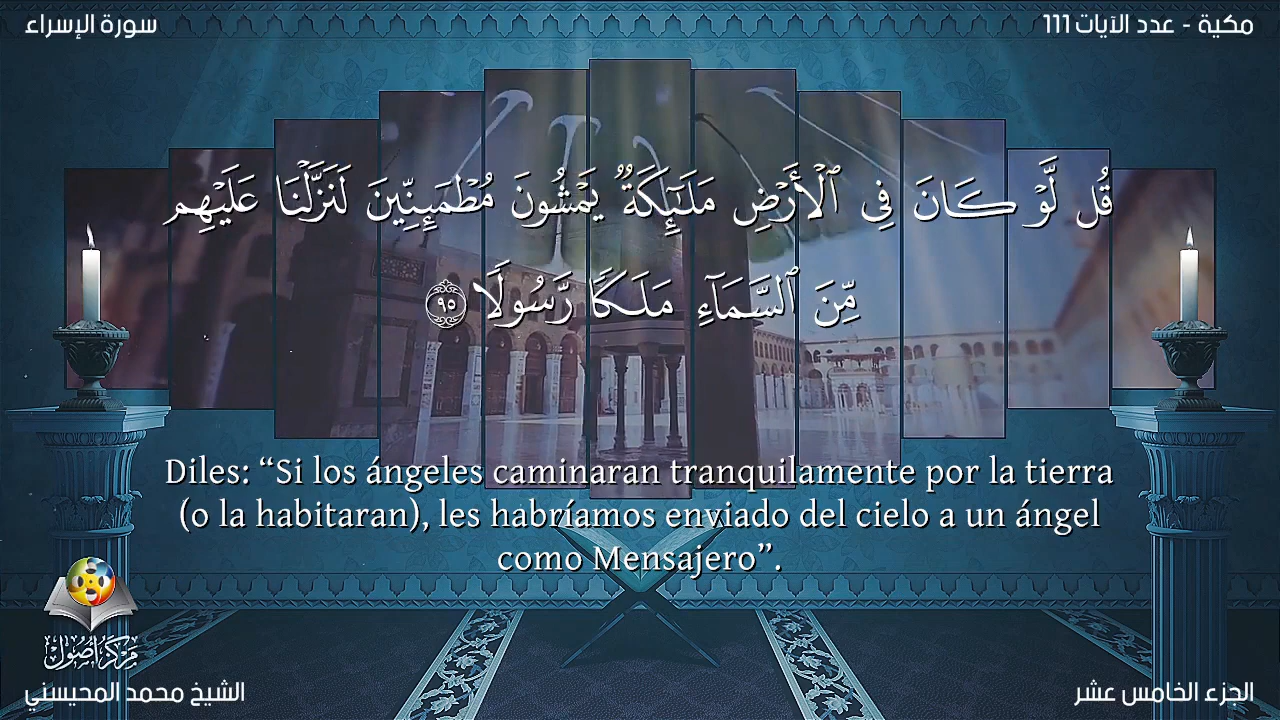 سورة الإسراء
مكية - عدد الآيات 111
قُل لَّوْ كَانَ فِى ٱلْأَرْضِ مَلَـٰٓئِكَةٌ يَمْشُونَ مُطْمَئِنِّينَ لَنَزَّلْنَا عَلَيْهِم
مِّنَ ٱلسَّمَآءِ مَلَكًا رَّسُولًا ٩٥
Diles: “Si los ángeles caminaran tranquilamente por la tierra
(o la habitaran), les habríamos enviado del cielo a un ángel
como Mensajero”.
مركز أصول
الشيخ محمد المحيسني
الجزء الخامس عشر